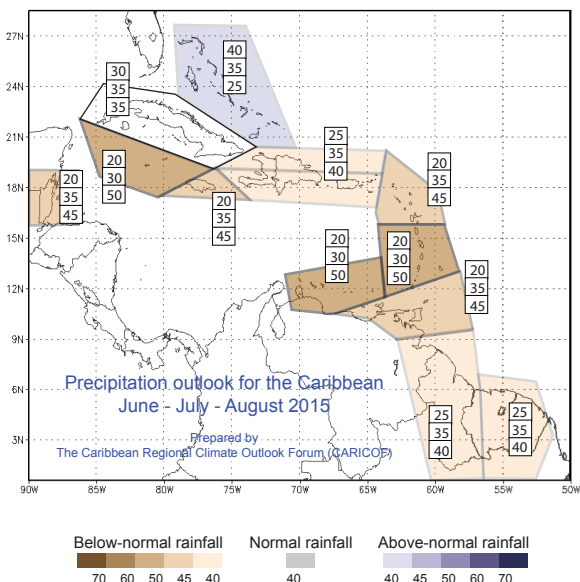 27N
24N
21N
18N
15N
12N
9N
6N
3N
90W 85W 80W 75W 70W 65W 60W 55W 50W
40
35
25
30
35
35
25
35
40
20
30
50
20
35
45
20
35
45
20
35
45
20
30
50
20
30
50
20
35
45
25
35
40
25
35
40
Precipitation outlook for the Caribbean
June - July - August 2015
Prepared by
The Caribbean Regional Climate Outlook Forum (CARICOF)
Below-normal rainfall Normal rainfall Above-normal rainfall
70 60 50 45 40 40 40 45 50 60 70